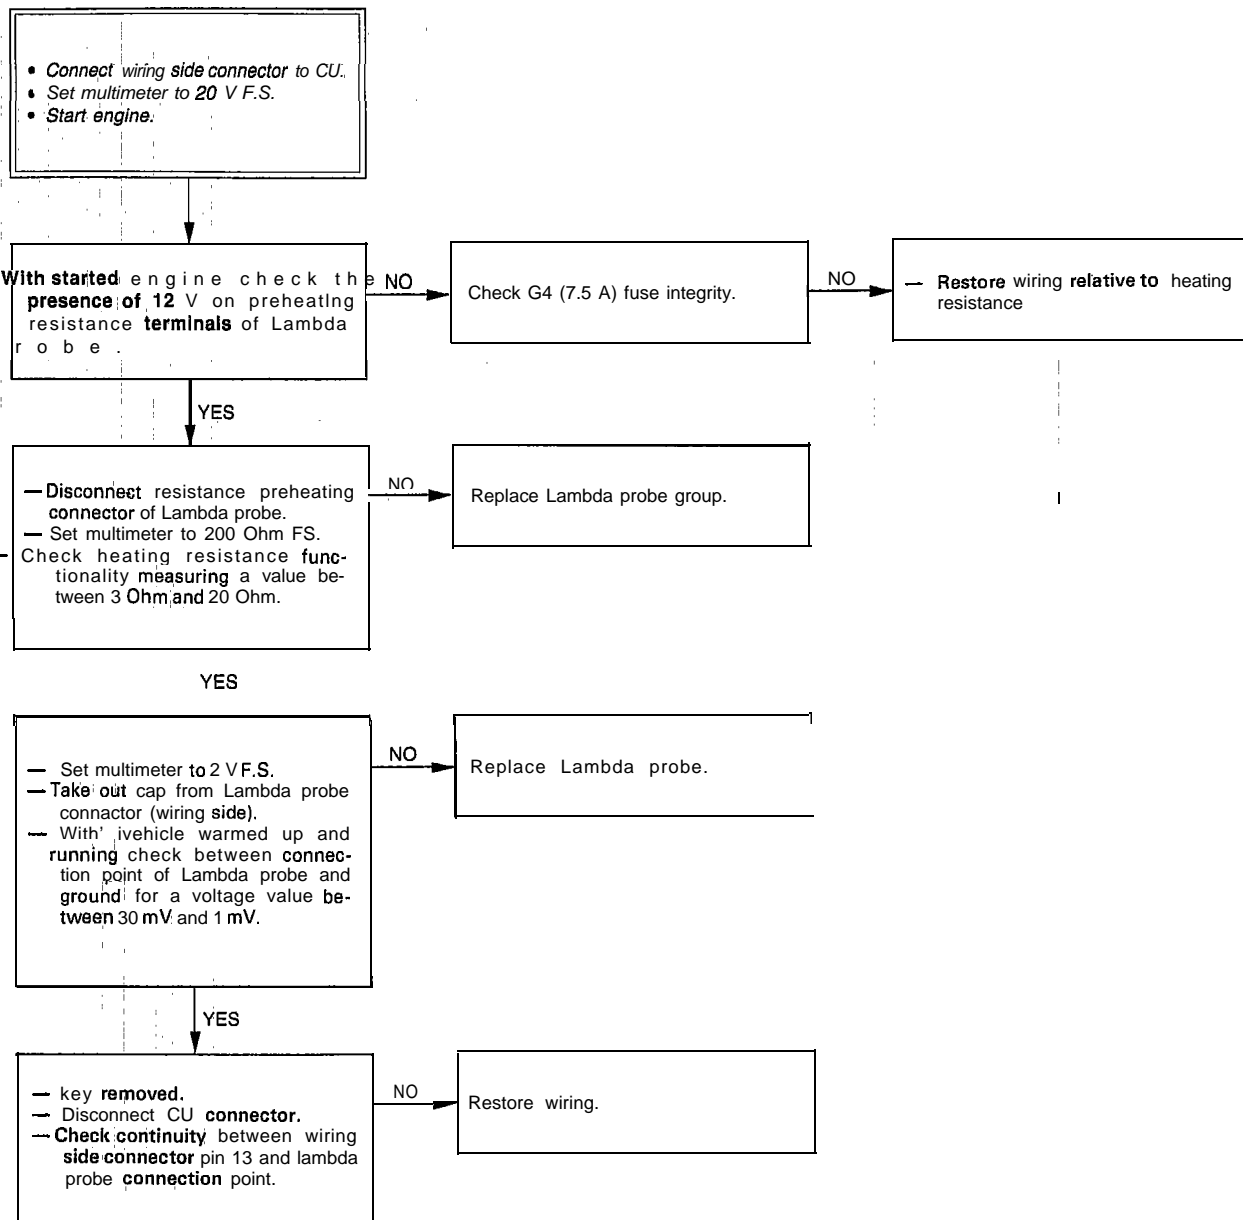 • Connect wiring side connector to CU.
• Set multimeter to 20 V F.S.
• Start engine.
With started engine check the
presence of 12 V on preheating
resistance terminals of Lambda
robe.
NO
Check G4 (7.5 A) fuse integrity.
NO
— Restore wiring relative to heating
resistance
YES
— Disconnect resistance preheating
connector of Lambda probe.
— Set multimeter to 200 Ohm FS.
— Check heating resistance func-
tionality measuring a value be-
tween 3 Ohm and 20 Ohm.
NO
Replace Lambda probe group.
YES
— Set multimeter to 2 V F.S.
— Take out cap from Lambda probe
connactor (wiring side).
— With' ivehicle warmed up and
running check between connec-
tion point of Lambda probe and
ground for a voltage value be-
tween 30 mV and 1 mV.
NO
Replace Lambda probe.
YES
— key removed.
— Disconnect CU connector.
— Check continuity between wiring
side connector pin 13 and lambda
probe connection point.
NO
Restore wiring.